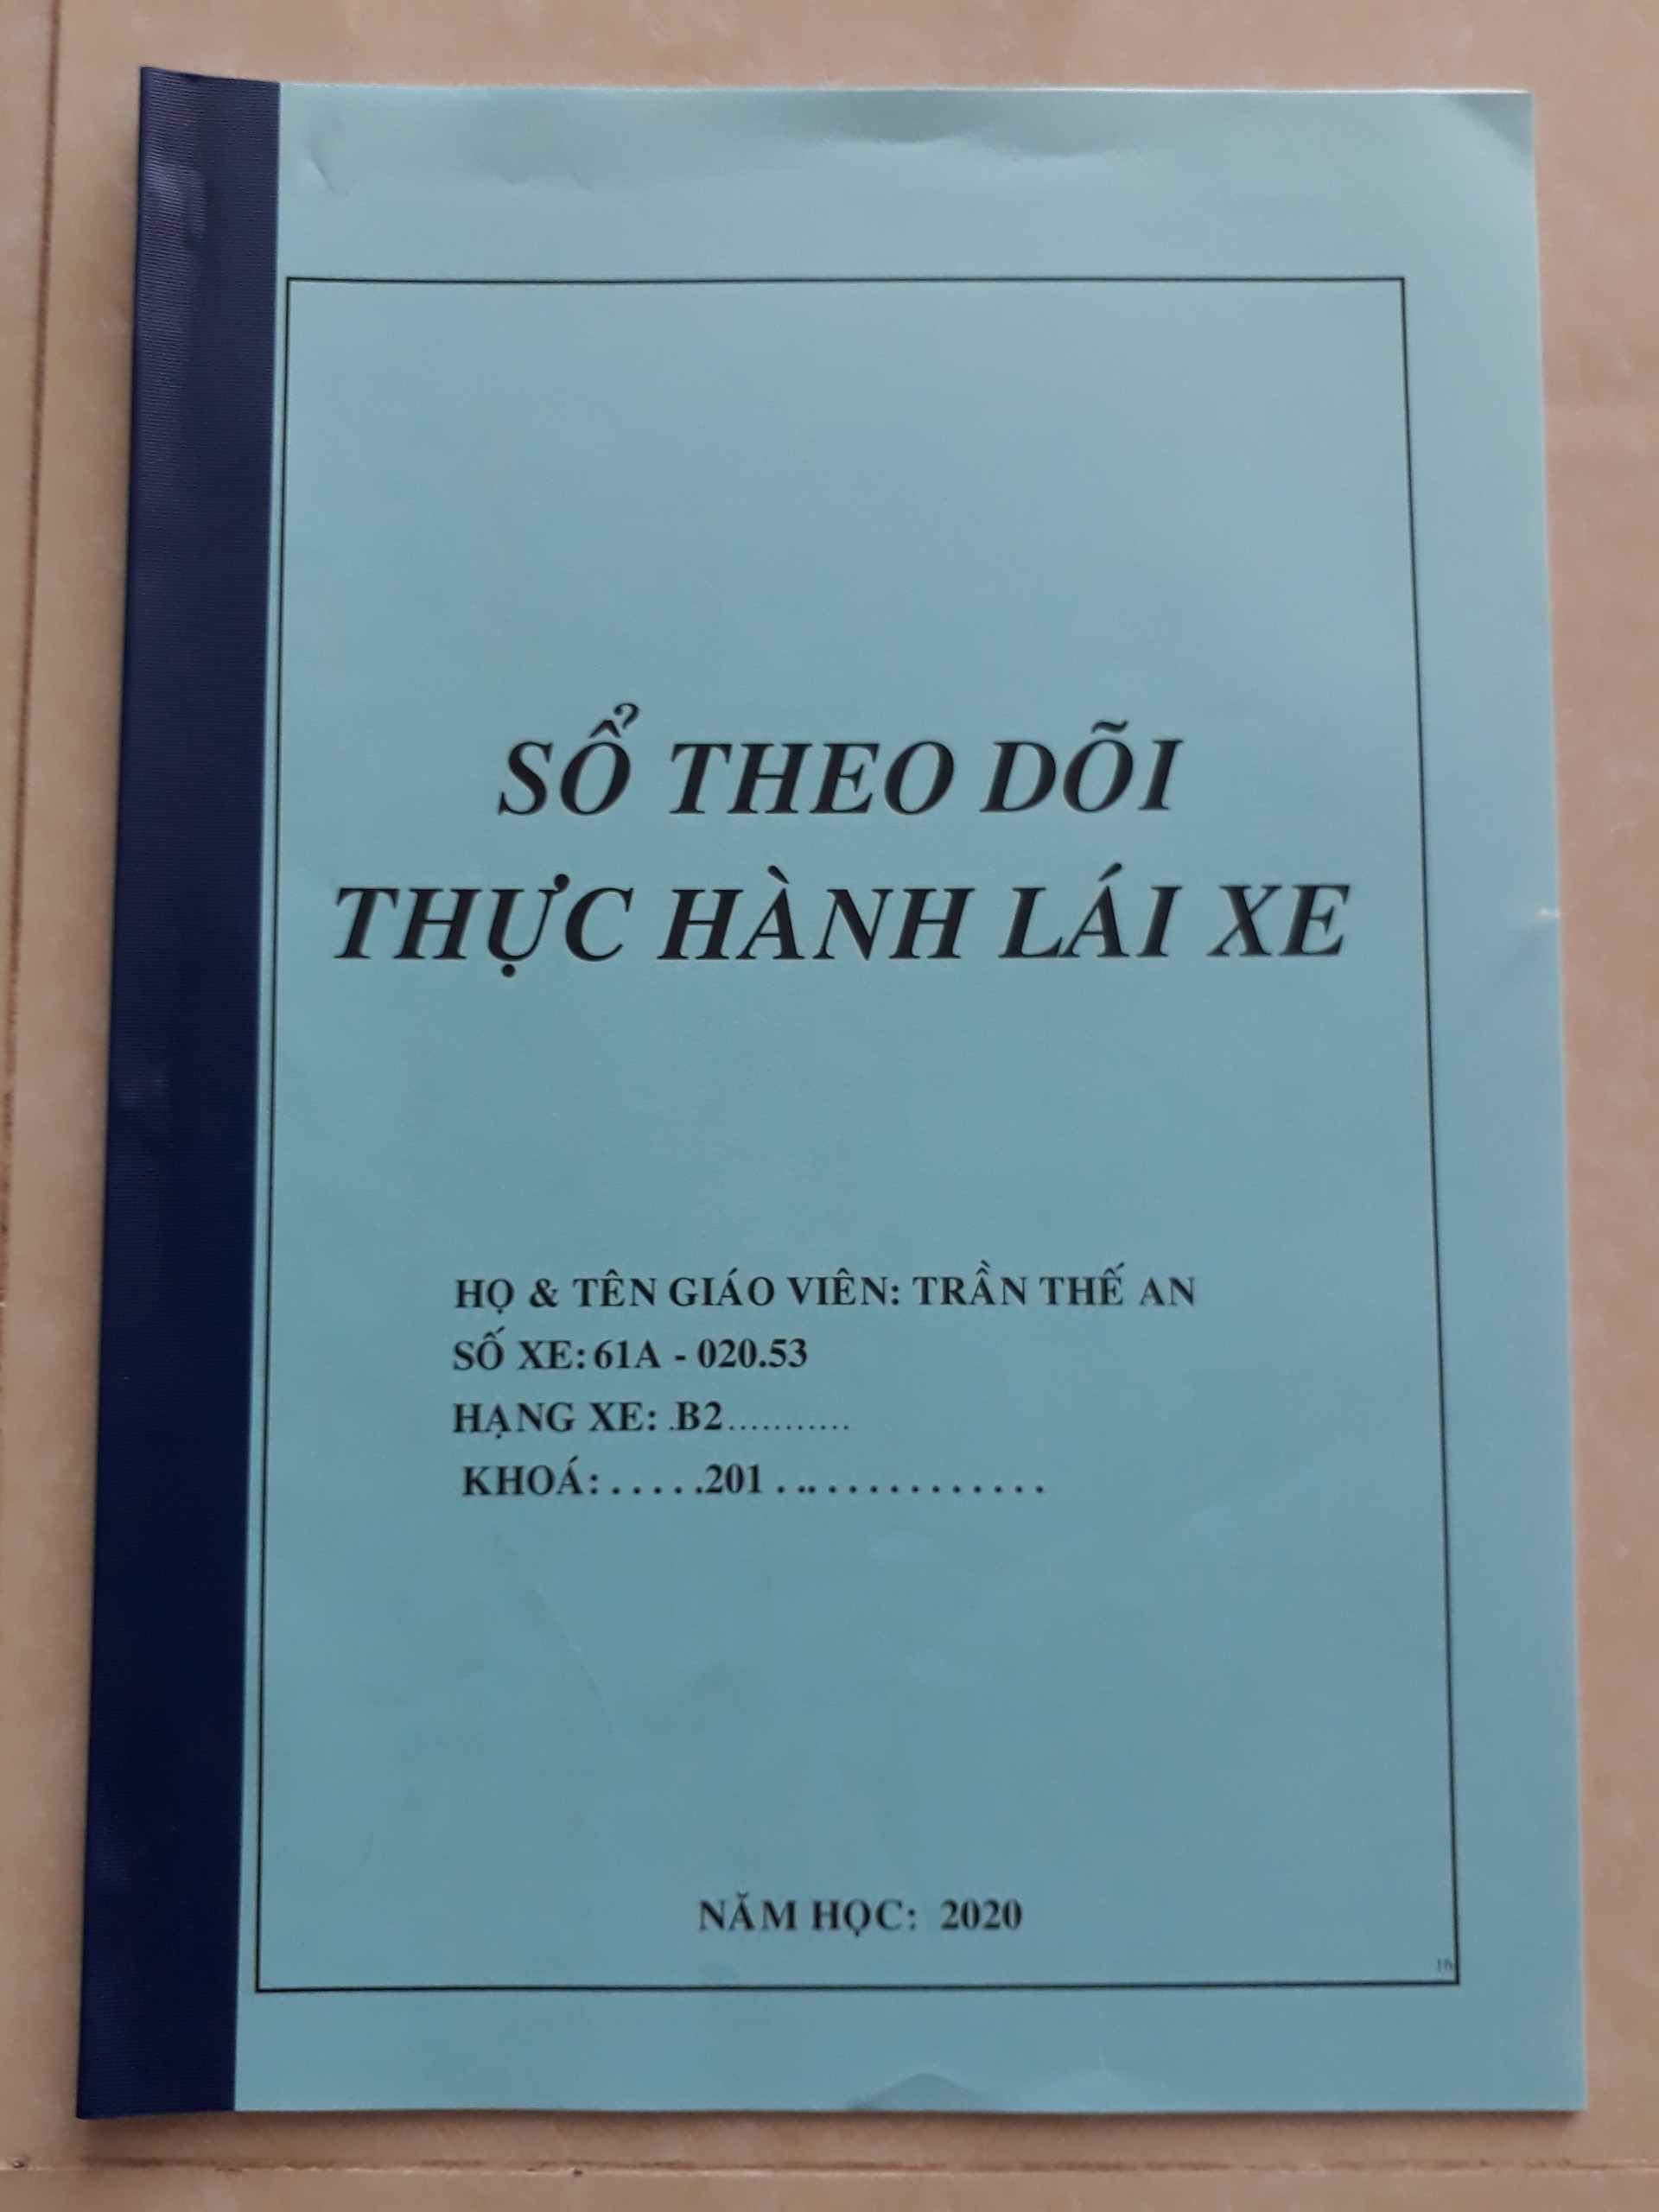 SỔ THEO DÕI
THỰC HÀNH LÁI XE
HỌ & TÊN GIÁO VIÊN: TRẦN THẾ AN
SỐ XE: 61A - 020.53
HẠNG XE: .B2...........
KHOÁ: . . . . .201 . .. . . . . . . . . . . . .
NĂM HỌC: 2020
16